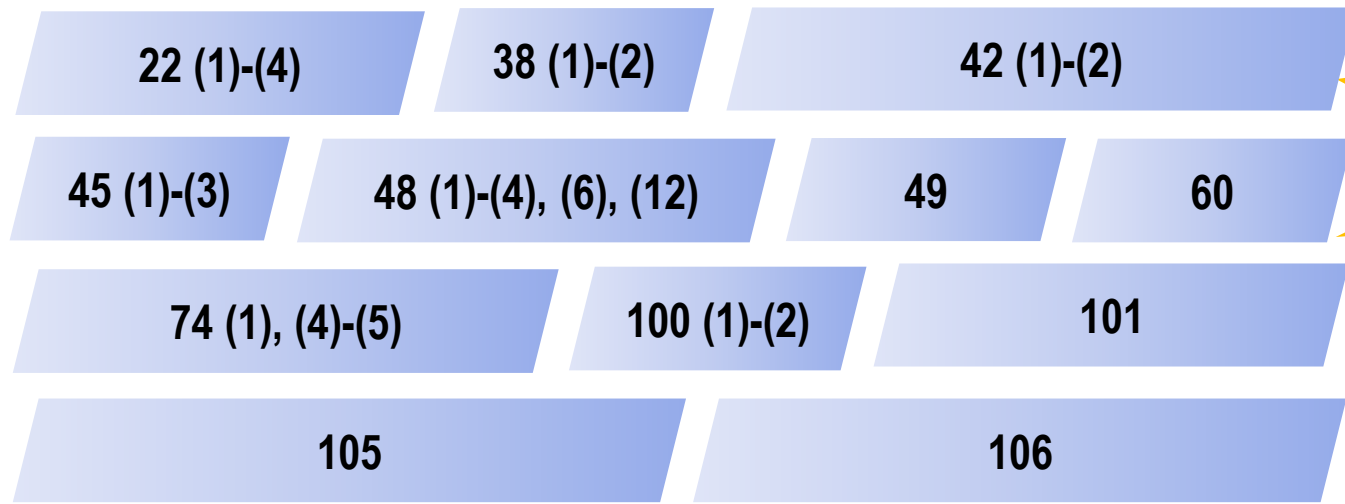 22 (1)-(4) 38 (1)-(2) 42 (1)-(2)
45 (1)-(3) 48 (1)-(4), (6), (12) 49 60
74 (1), (4)-(5) 100 (1)-(2) 101
105 106